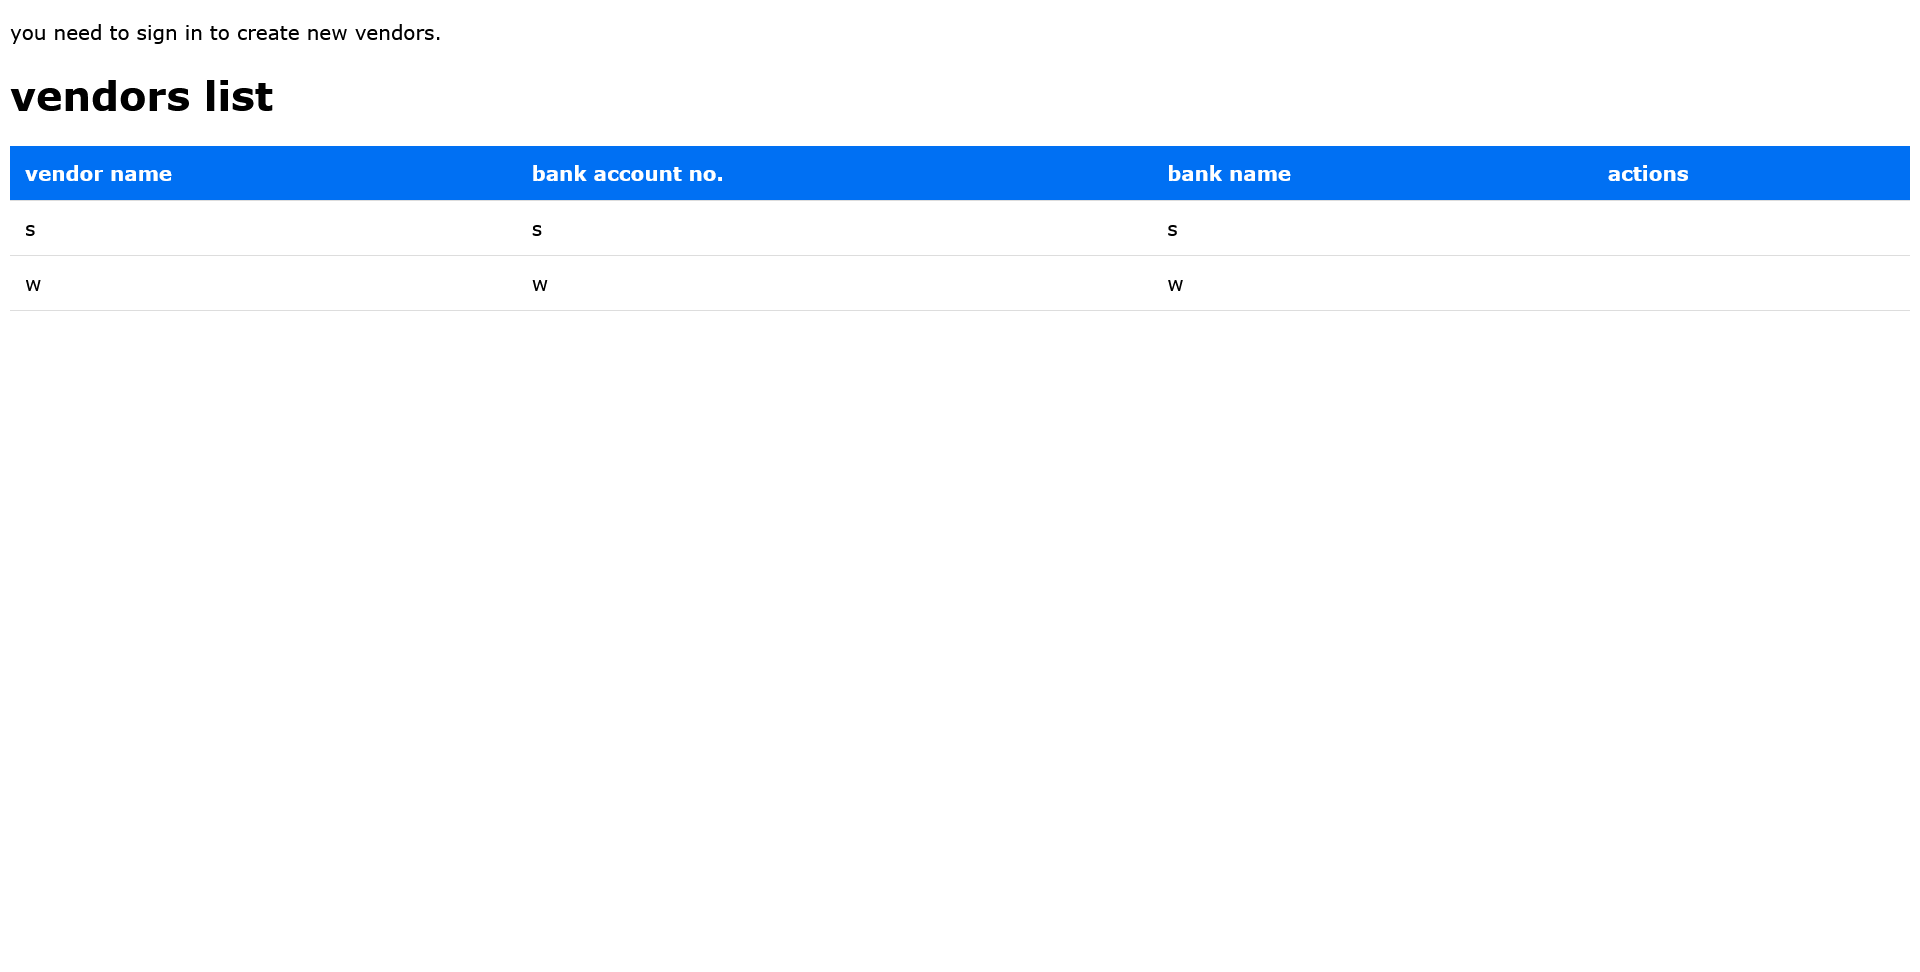 you need to sign in to create new vendors.
vendors list
vendor name bank account no. bank name actions
s s s
w w w